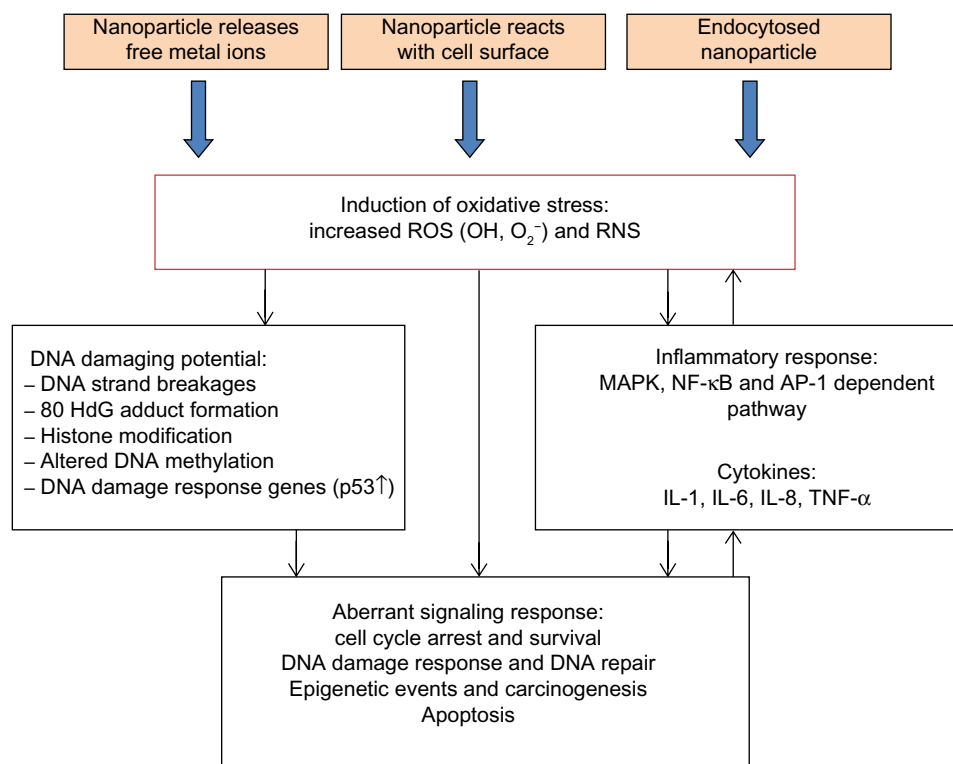 Nanoparticle releases
free metal ions
Nanoparticle reacts
with cell surface
Endocytosed
nanoparticle
Induction of oxidative stress:
increased ROS (OH, O₂⁻) and RNS
DNA damaging potential:
– DNA strand breakages
– 80 HdG adduct formation
– Histone modification
– Altered DNA methylation
– DNA damage response genes (p53↑)
Inflammatory response:
MAPK, NF-κB and AP-1 dependent
pathway
Cytokines:
IL-1, IL-6, IL-8, TNF-α
Aberrant signaling response:
cell cycle arrest and survival
DNA damage response and DNA repair
Epigenetic events and carcinogenesis
Apoptosis